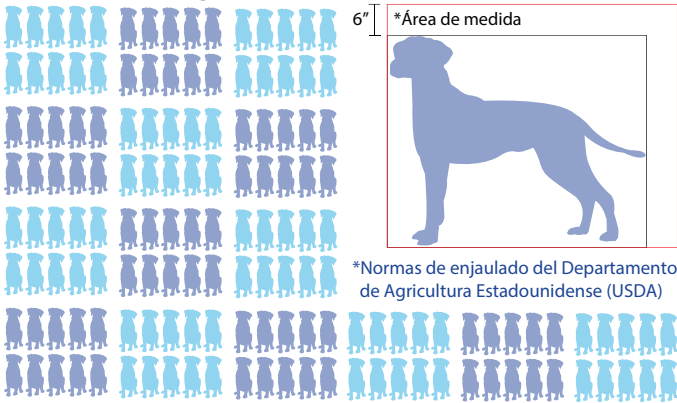 6”
*Área de medida
*Normas de enjaulado del Departamento
de Agricultura Estadounidense (USDA)